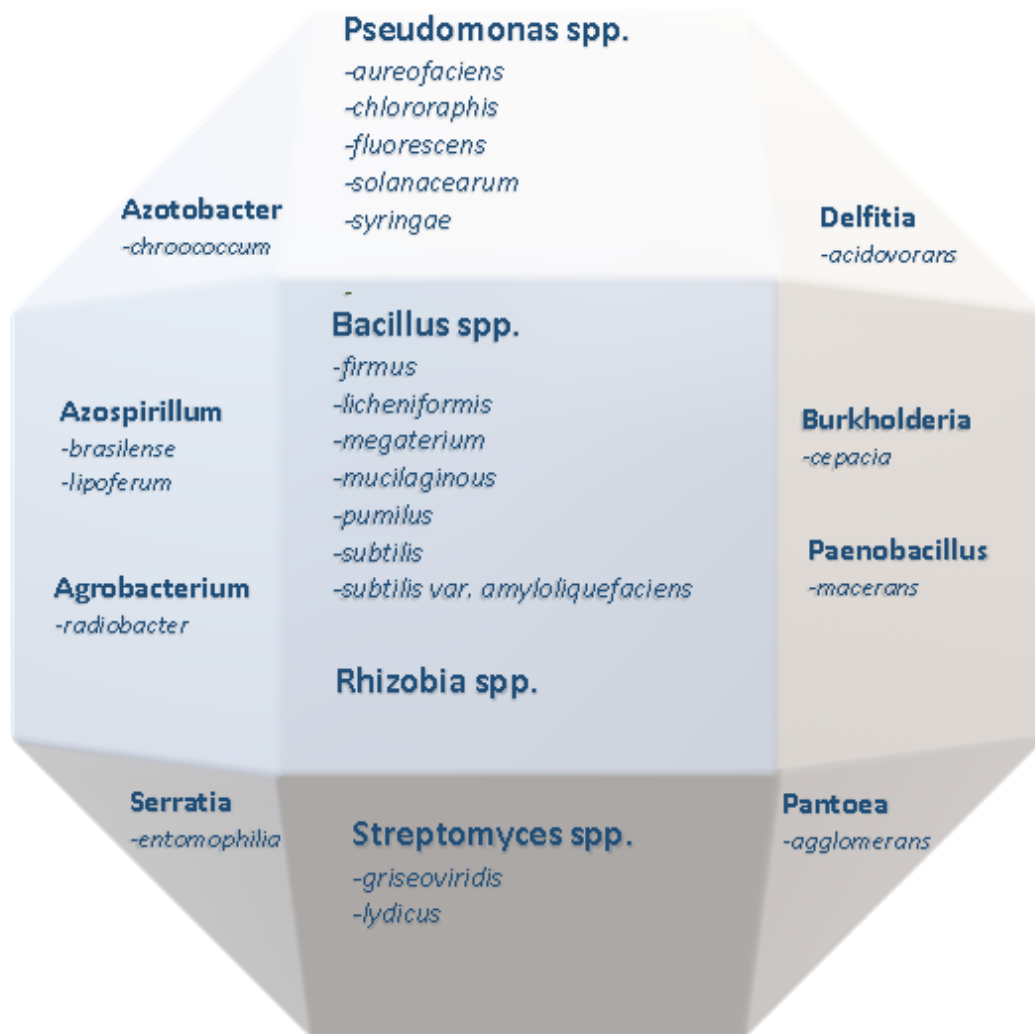 Pseudomonas spp.
-aureofaciens
-chlororaphis
-fluorescens
-solanacearum
-syringae
Azotobacter
-chroococcum
Delfitia
-acidovorans
-
Bacillus spp.
-firmus
-licheniformis
-megaterium
-mucilaginous
-pumilus
-subtilis
-subtilis var. amyloliquefaciens
Rhizobia spp.
Azospirillum
-brasilense
-lipoferum
Agrobacterium
-radiobacter
Burkholderia
-cepacia
Paenobacillus
-macerans
Serratia
-entomophilia
Streptomyces spp.
-griseoviridis
-lydicus
Pantoea
-agglomerans